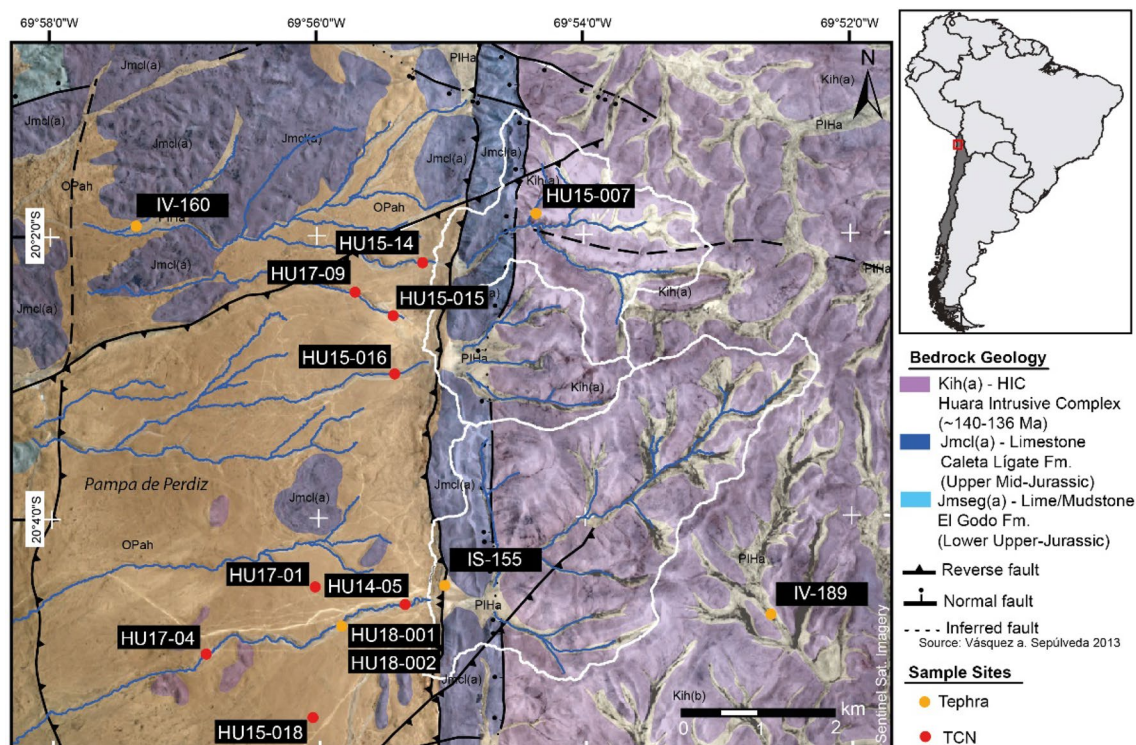 69°58'0"W
69°56'0"W
69°54'0"W
69°52'0"W
PlHa
Jmcl(a)
Kih(a)
N
Jmcl(a)
Jmcl(a)
Jmcl(a)
Jmcl(a)
PlHa
OPah
IV-160
PlHa
Kih(a)
HU15-007
OPah
20°2'0"S
HU15-14
Jmcl(a)
HU17-09
PlHa
Jmcl(a)
HU15-015
Kih(a)
HU15-016
PlHa
Kih(a)
Pampa de Perdiz
Jmcl(a)
Jmcl(a)
20°4'0"S
OPah
IS-155
PlHa
HU17-01
HU14-05
IV-189
PlHa
HU17-04
HU18-001
HU18-002
Jmcl(a)
Kih(b)
HU15-018
0 1 2 km
Sentinel Sat. Imagery
Bedrock Geology
Kih(a) - HIC
Huara Intrusive Complex
(~140-136 Ma)
Jmcl(a) - Limestone
Caleta Lígate Fm.
(Upper Mid-Jurassic)
Jmseg(a) - Lime/Mudstone
El Godo Fm.
(Lower Upper-Jurassic)
Reverse fault
Normal fault
Inferred fault
Source: Vásquez a. Sepúlveda 2013
Sample Sites
Tephra
TCN